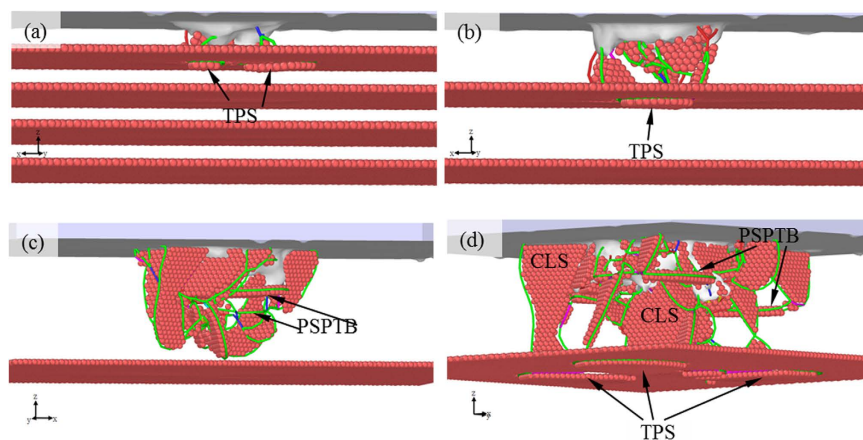 (a)
TPS
z
x y
(b)
TPS
z
x y
(c)
PSPTB
z
y x
(d)
PSPTB
CLS
CLS
TPS
z
y